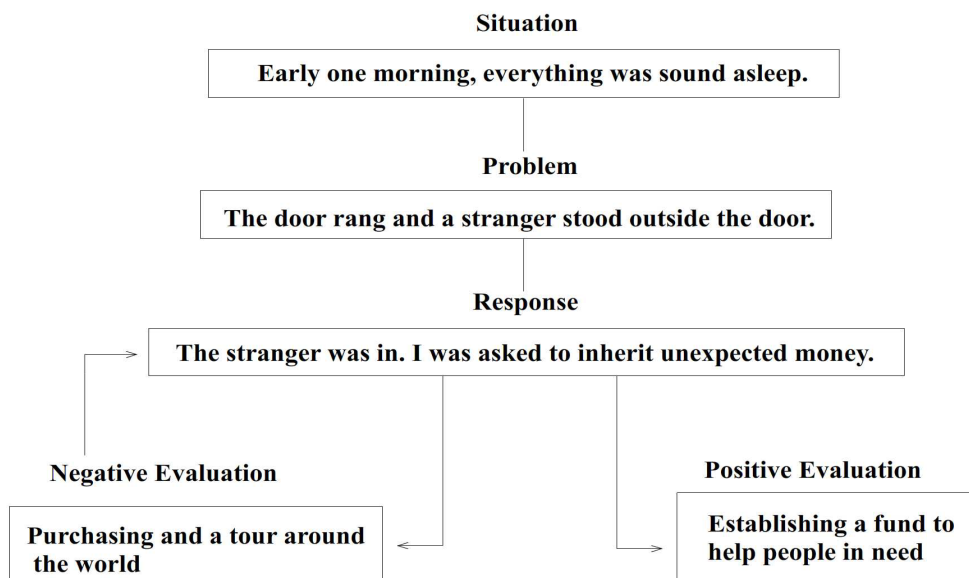 Situation
Early one morning, everything was sound asleep.
Problem
The door rang and a stranger stood outside the door.
Response
The stranger was in. I was asked to inherit unexpected money.
Negative Evaluation
Purchasing and a tour around
the world
Positive Evaluation
Establishing a fund to
help people in need